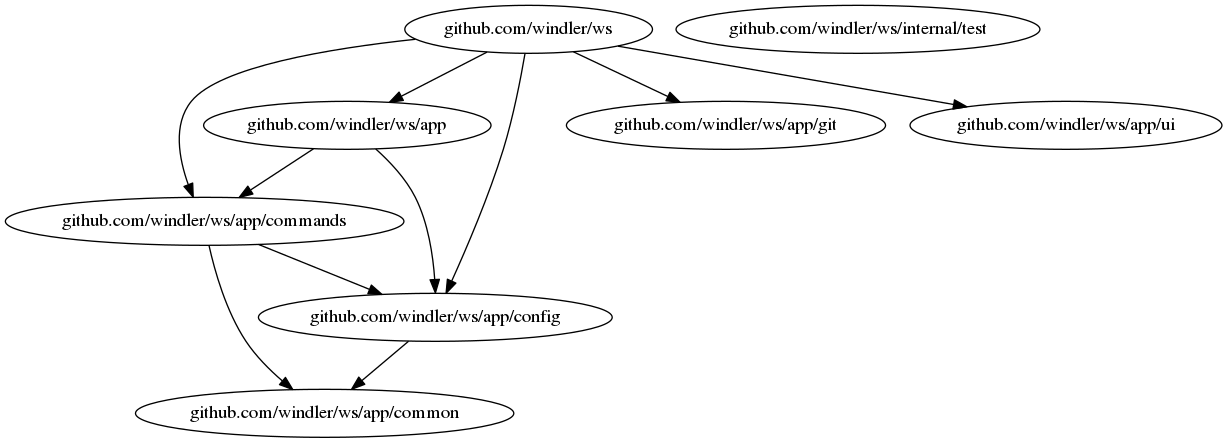 github.com/windler/ws
github.com/windler/ws/internal/test
github.com/windler/ws/app
github.com/windler/ws/app/git
github.com/windler/ws/app/ui
github.com/windler/ws/app/commands
github.com/windler/ws/app/config
github.com/windler/ws/app/common